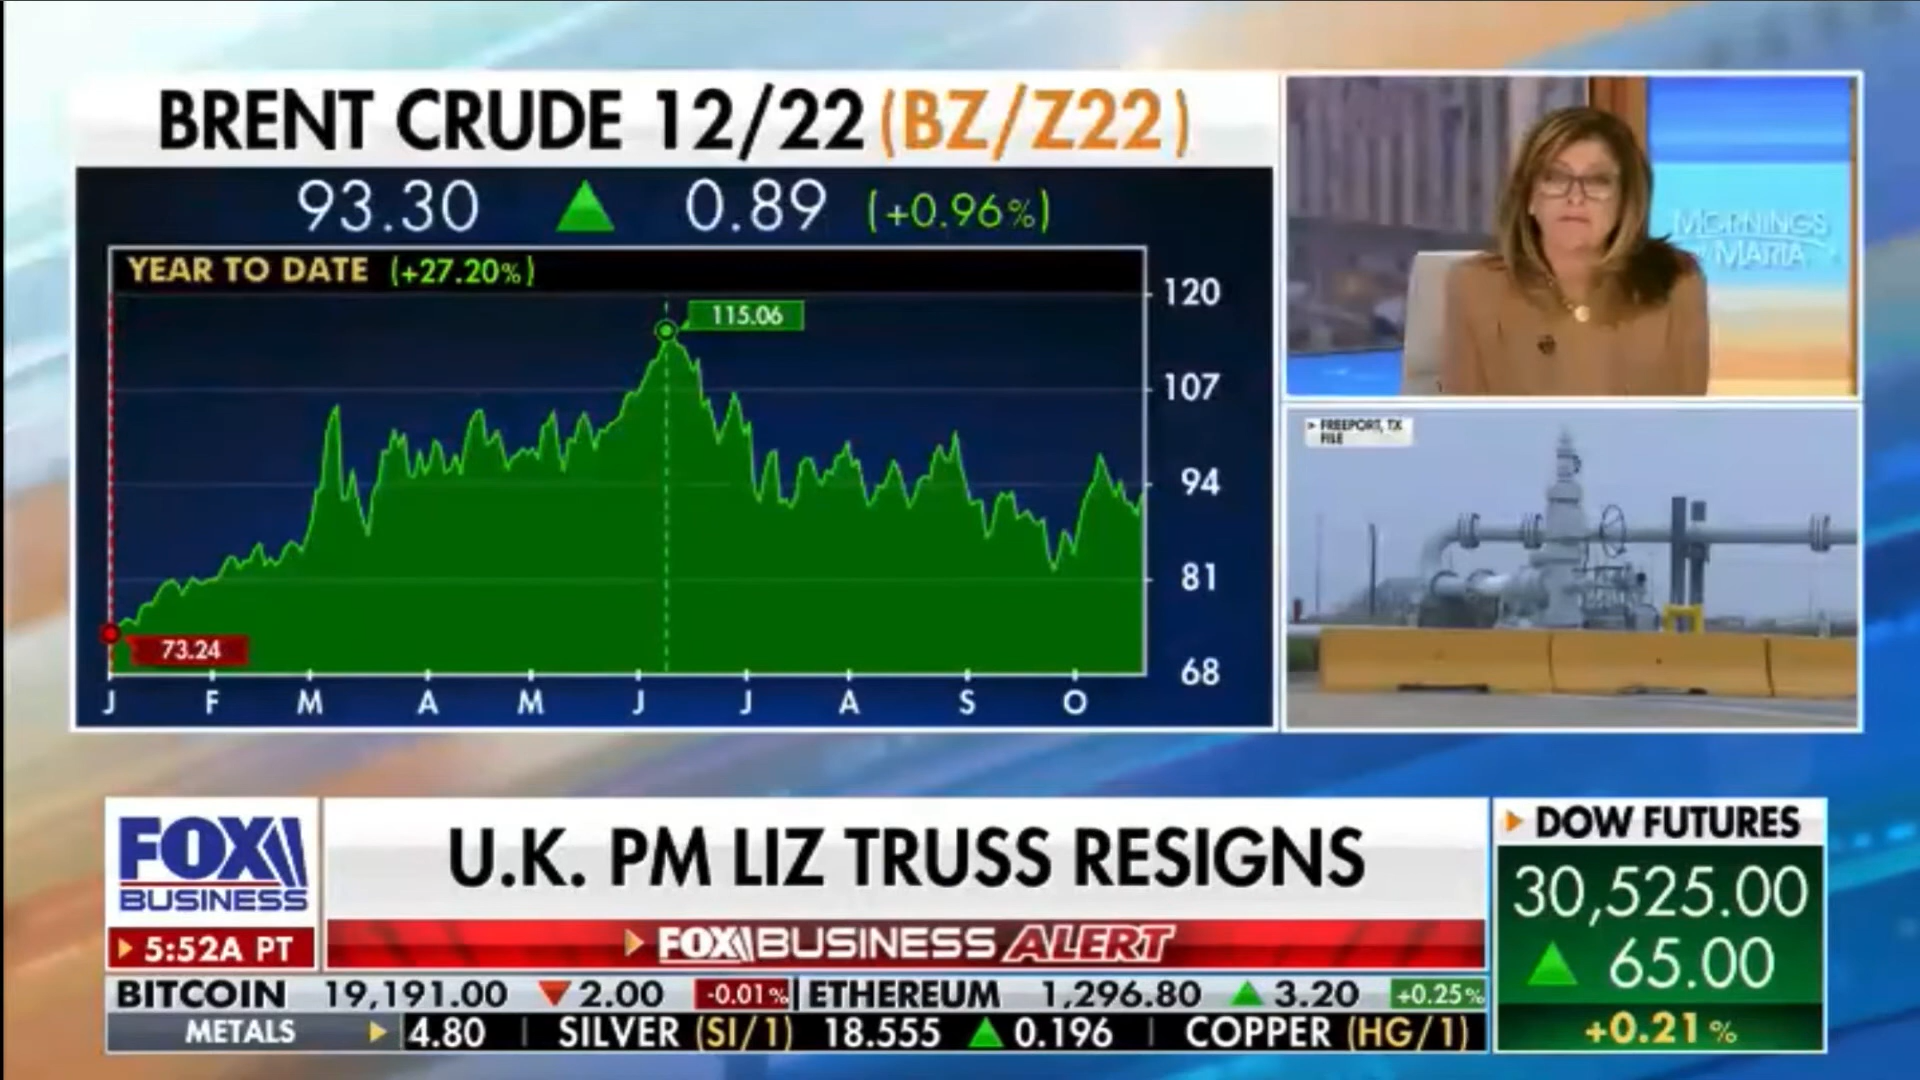 BRENT CRUDE 12/22 (BZ/Z22)
93.30 ▲ 0.89 (+0.96%)
YEAR TO DATE (+27.20%)
115.06
73.24
120
107
94
81
68
J F M A M J J A S O
MORNINGS
MARIA
FREEPORT, TX
FILE
FOX
BUSINESS
5:52A PT
U.K. PM LIZ TRUSS RESIGNS
FOX BUSINESS ALERT
DOW FUTURES
30,525.00
▲ 65.00
+0.21%
BITCOIN 19,191.00 ▼ 2.00 -0.01% ETHEREUM 1,296.80 ▲ 3.20 +0.25%
METALS 4.80 | SILVER (SI/1) 18.555 ▲ 0.196 | COPPER (HG/1)